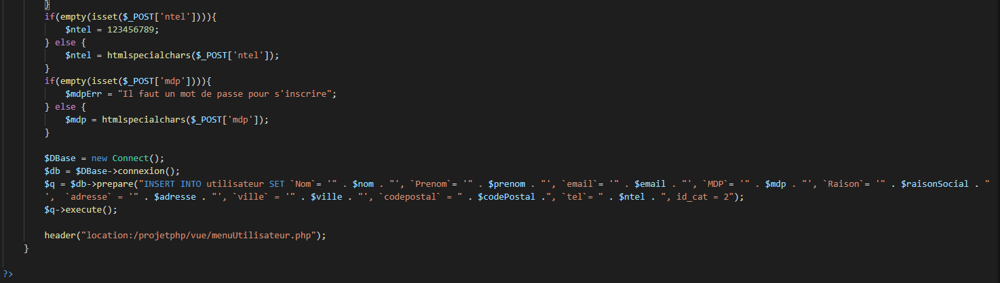 }
if(empty(isset($_POST['ntel']))){
$ntel = 123456789;
} else {
$ntel = htmlspecialchars($_POST['ntel']);
}
if(empty(isset($_POST['mdp']))){
$mdpErr = "Il faut un mot de passe pour s'inscrire";
} else {
$mdp = htmlspecialchars($_POST['mdp']);
}
$DBase = new Connect();
$db = $DBase->connexion();
$q = $db->prepare("INSERT INTO utilisateur SET `Nom`= '" . $nom . "', `Prenom`= '" . $prenom . "', `email`= '" . $email . "', `MDP`= '" . $mdp . "', `Raison`= '" . $raisonSocial . "
',  `adresse` = '" . $adresse . "', `ville` = '" . $ville . "', `codepostal` = " . $codePostal .", `tel`= " . $ntel . ", id_cat = 2");
$q->execute();
header("location:/projetphp/vue/menuUtilisateur.php");
}
?>